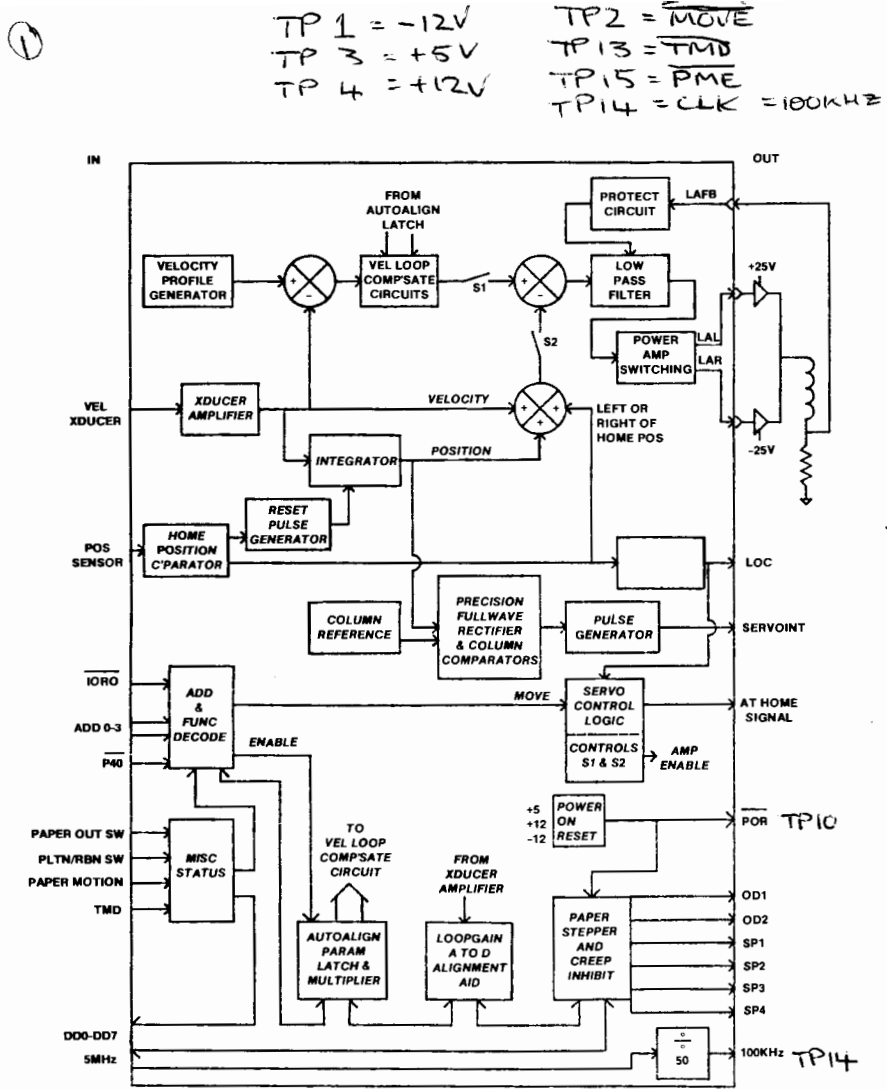 ①
TP 1 = -12V
TP2 = MOVE
TP 3 = +5V
TP13 = TMD
TP 4 = +12V
TP15 = PME
TP14 = CLK = 100KHZ
IN
OUT
FROM
AUTOALIGN
LATCH
PROTECT
CIRCUIT
LAFB
VELOCITY
PROFILE
GENERATOR
+
-
VEL LOOP
COMP'SATE
CIRCUITS
S1
+
-
LOW
PASS
FILTER
+25V
S2
POWER
AMP
SWITCHING
LAL
LAR
VEL
XDUCER
XDUCER
AMPLIFIER
VELOCITY
+
+
+
LEFT OR
RIGHT OF
HOME POS
-25V
INTEGRATOR
POSITION
RESET
PULSE
GENERATOR
POS
SENSOR
HOME
POSITION
C'PARATOR
LOC
COLUMN
REFERENCE
PRECISION
FULLWAVE
RECTIFIER
& COLUMN
COMPARATORS
PULSE
GENERATOR
SERVOINT
IORO
ADD 0-3
P40
ADD
&
FUNC
DECODE
MOVE
ENABLE
SERVO
CONTROL
LOGIC
CONTROLS
S1 & S2
AT HOME
SIGNAL
AMP
ENABLE
+5
+12
-12
POWER
ON
RESET
POR TP10
PAPER OUT SW
PLTN/RBN SW
PAPER MOTION
TMD
MISC
STATUS
TO
VEL LOOP
COMP'SATE
CIRCUIT
FROM
XDUCER
AMPLIFIER
AUTOALIGN
PARAM
LATCH &
MULTIPLIER
LOOPGAIN
A TO D
ALIGNMENT
AID
PAPER
STEPPER
AND
CREEP
INHIBIT
OD1
OD2
SP1
SP2
SP3
SP4
DD0-DD7
5MHz
÷
50
100KHz TP14